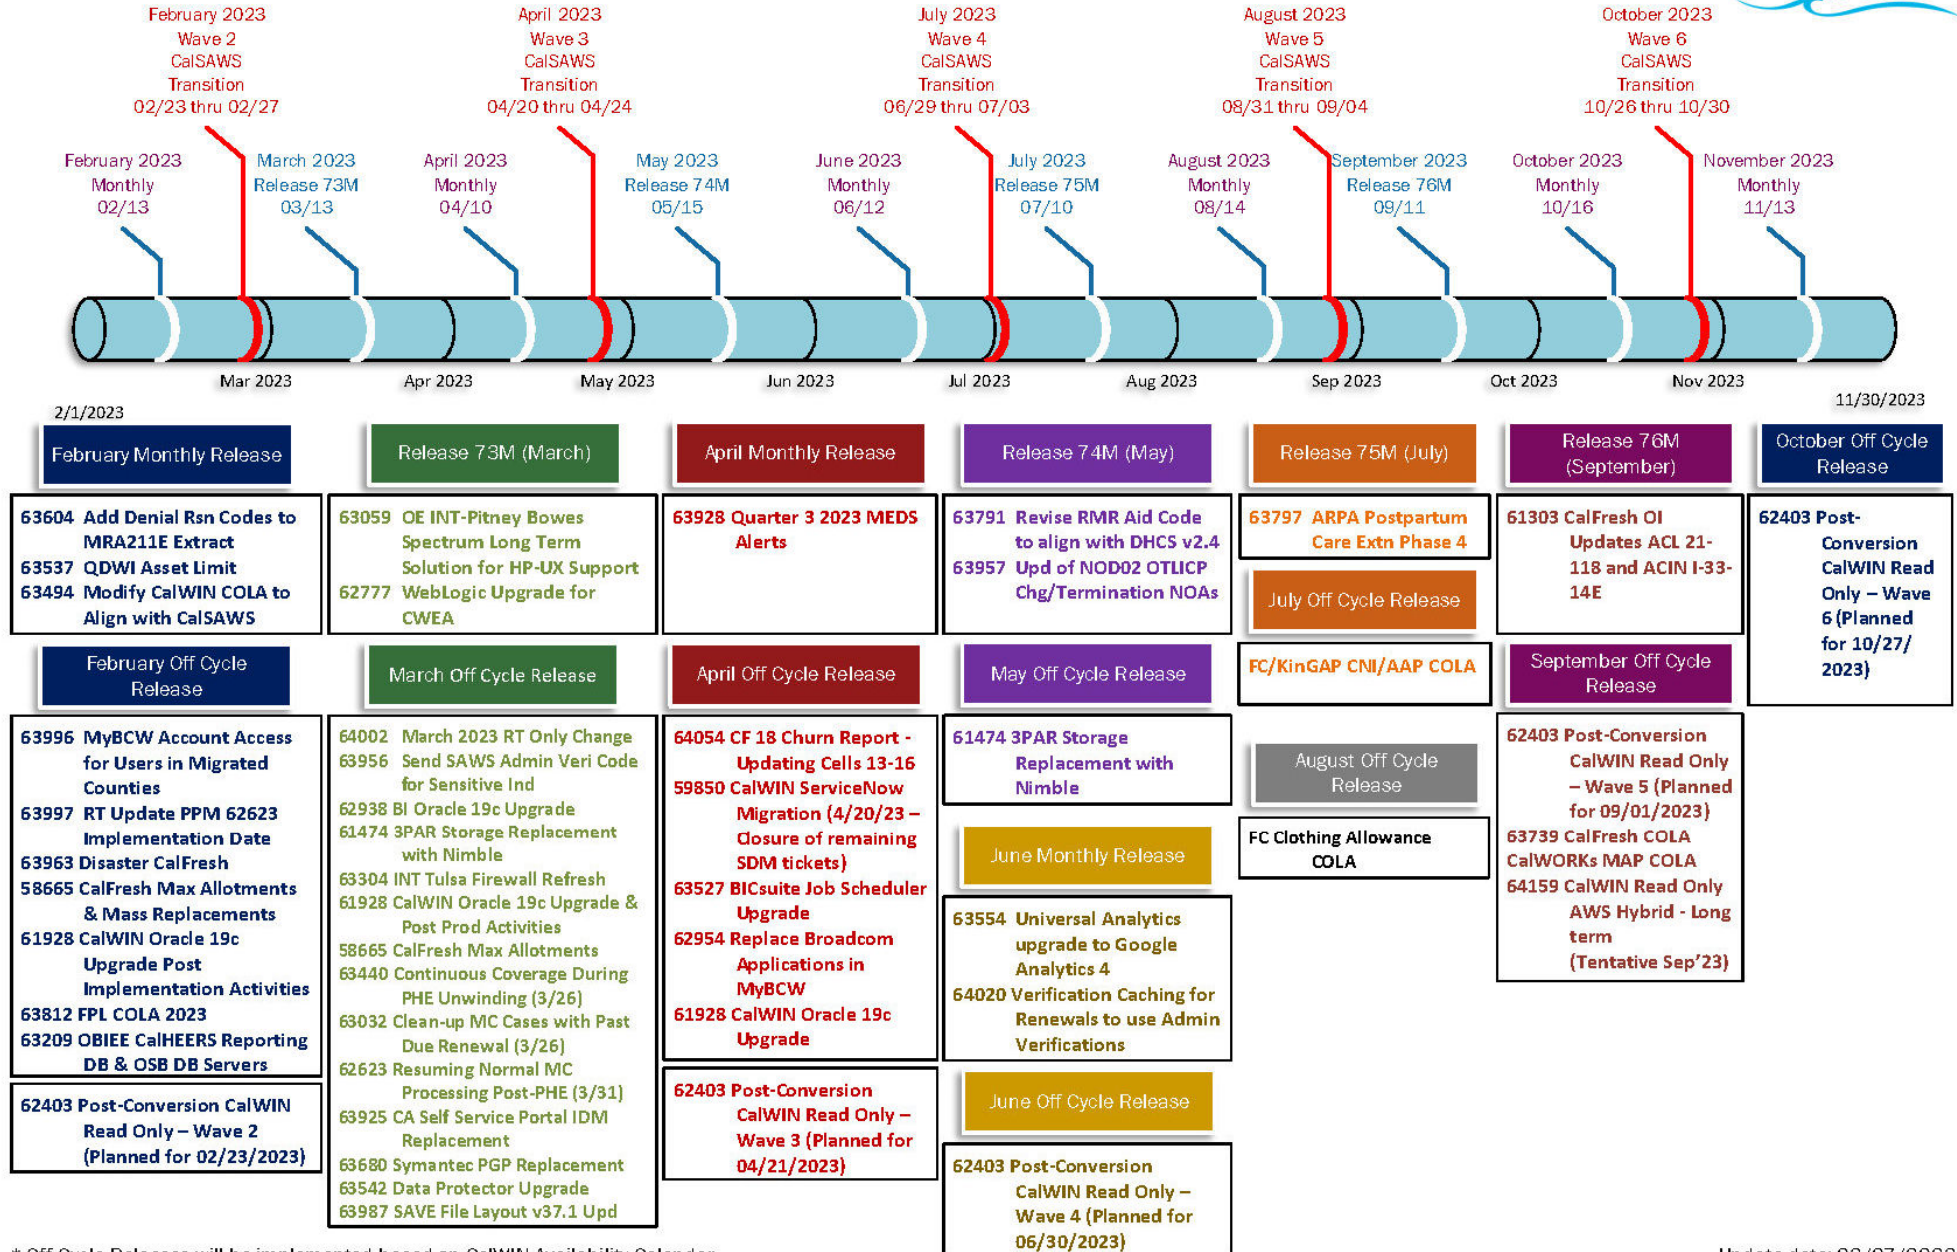 February 2023
Wave 2
CalSAWS
Transition
02/23 thru 02/27
April 2023
Wave 3
CalSAWS
Transition
04/20 thru 04/24
July 2023
Wave 4
CalSAWS
Transition
06/29 thru 07/03
August 2023
Wave 5
CalSAWS
Transition
08/31 thru 09/04
October 2023
Wave 6
CalSAWS
Transition
10/26 thru 10/30
February 2023
Monthly
02/13
March 2023
Release 73M
03/13
April 2023
Monthly
04/10
May 2023
Release 74M
05/15
June 2023
Monthly
06/12
July 2023
Release 75M
07/10
August 2023
Monthly
08/14
September 2023
Release 76M
09/11
October 2023
Monthly
10/16
November 2023
Monthly
11/13
Mar 2023
Apr 2023
May 2023
Jun 2023
Jul 2023
Aug 2023
Sep 2023
Oct 2023
Nov 2023
2/1/2023
11/30/2023
February Monthly Release
63604 Add Denial Rsn Codes to
MRA211E Extract
63537 QDWI Asset Limit
63494 Modify CalWIN COLA to
Align with CalSAWS
February Off Cycle
Release
63996 MyBCW Account Access
for Users in Migrated
Counties
63997 RT Update PPM 62623
Implementation Date
63963 Disaster CalFresh
58665 CalFresh Max Allotments
& Mass Replacements
61928 CalWIN Oracle 19c
Upgrade Post
Implementation Activities
63812 FPL COLA 2023
63209 OBIEE CalHEERS Reporting
DB & OSB DB Servers
62403 Post-Conversion CalWIN
Read Only – Wave 2
(Planned for 02/23/2023)
Release 73M (March)
63059 OE INT-Pitney Bowes
Spectrum Long Term
Solution for HP-UX Support
62777 WebLogic Upgrade for
CWEA
March Off Cycle Release
64002 March 2023 RT Only Change
63956 Send SAWS Admin Veri Code
for Sensitive Ind
62938 BI Oracle 19c Upgrade
61474 3PAR Storage Replacement
with Nimble
63304 INT Tulsa Firewall Refresh
61928 CalWIN Oracle 19c Upgrade &
Post Prod Activities
58665 CalFresh Max Allotments
63440 Continuous Coverage During
PHE Unwinding (3/26)
63032 Clean-up MC Cases with Past
Due Renewal (3/26)
62623 Resuming Normal MC
Processing Post-PHE (3/31)
63925 CA Self Service Portal IDM
Replacement
63680 Symantec PGP Replacement
63542 Data Protector Upgrade
63987 SAVE File Layout v37.1 Upd
April Monthly Release
63928 Quarter 3 2023 MEDS
Alerts
April Off Cycle Release
64054 CF 18 Churn Report -
Updating Cells 13-16
59850 CalWIN ServiceNow
Migration (4/20/23 –
Closure of remaining
SDM tickets)
63527 BICsuite Job Scheduler
Upgrade
62954 Replace Broadcom
Applications in
MyBCW
61928 CalWIN Oracle 19c
Upgrade
62403 Post-Conversion
CalWIN Read Only –
Wave 3 (Planned for
04/21/2023)
Release 74M (May)
63791 Revise RMR Aid Code
to align with DHCS v2.4
63957 Upd of NOD02 OTLICP
Chg/Termination NOAs
May Off Cycle Release
61474 3PAR Storage
Replacement with
Nimble
June Monthly Release
63554 Universal Analytics
upgrade to Google
Analytics 4
64020 Verification Caching for
Renewals to use Admin
Verifications
June Off Cycle Release
62403 Post-Conversion
CalWIN Read Only –
Wave 4 (Planned for
06/30/2023)
Release 75M (July)
63797 ARPA Postpartum
Care Extn Phase 4
July Off Cycle Release
FC/KinGAP CNI/AAP COLA
August Off Cycle
Release
FC Clothing Allowance
COLA
Release 76M
(September)
61303 CalFresh OI
Updates ACL 21-
118 and ACIN I-33-
14E
September Off Cycle
Release
62403 Post-Conversion
CalWIN Read Only
– Wave 5 (Planned
for 09/01/2023)
63739 CalFresh COLA
CalWORKs MAP COLA
64159 CalWIN Read Only
AWS Hybrid - Long
term
(Tentative Sep'23)
October Off Cycle
Release
62403 Post-
Conversion
CalWIN Read
Only – Wave
6 (Planned
for 10/27/
2023)
* Off Cycle Releases will be implemented based on CalWIN Availability Calendar
Update date: